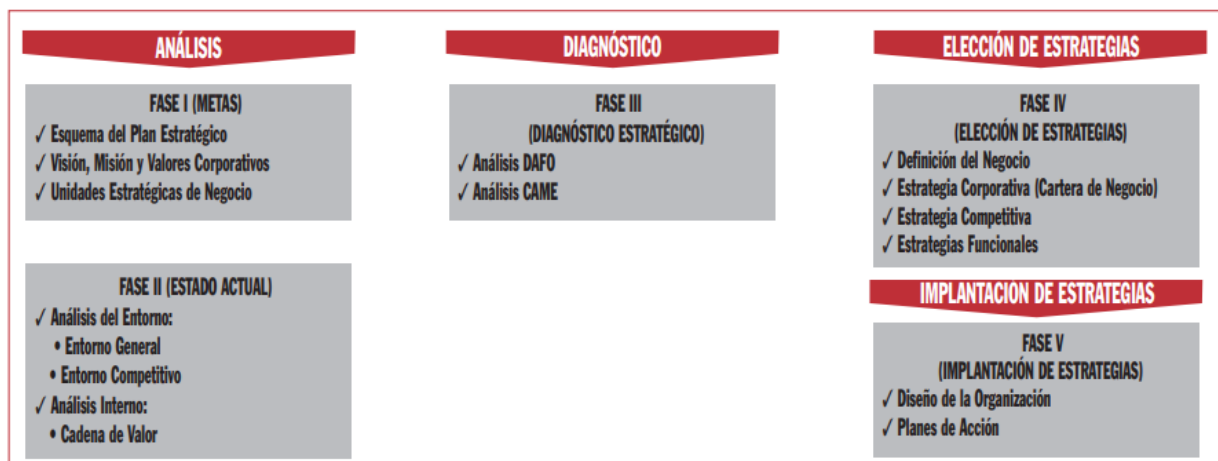 ANÁLISIS
FASE I (METAS)
✓ Esquema del Plan Estratégico
✓ Visión, Misión y Valores Corporativos
✓ Unidades Estratégicas de Negocio
FASE II (ESTADO ACTUAL)
✓ Análisis del Entorno:
• Entorno General
• Entorno Competitivo
✓ Análisis Interno:
• Cadena de Valor
DIAGNÓSTICO
FASE III
(DIAGNÓSTICO ESTRATÉGICO)
✓ Análisis DAFO
✓ Análisis CAME
ELECCIÓN DE ESTRATEGIAS
FASE IV
(ELECCIÓN DE ESTRATEGIAS)
✓ Definición del Negocio
✓ Estrategia Corporativa (Cartera de Negocio)
✓ Estrategia Competitiva
✓ Estrategias Funcionales
IMPLANTACIÓN DE ESTRATEGIAS
FASE V
(IMPLANTACIÓN DE ESTRATEGIAS)
✓ Diseño de la Organización
✓ Planes de Acción